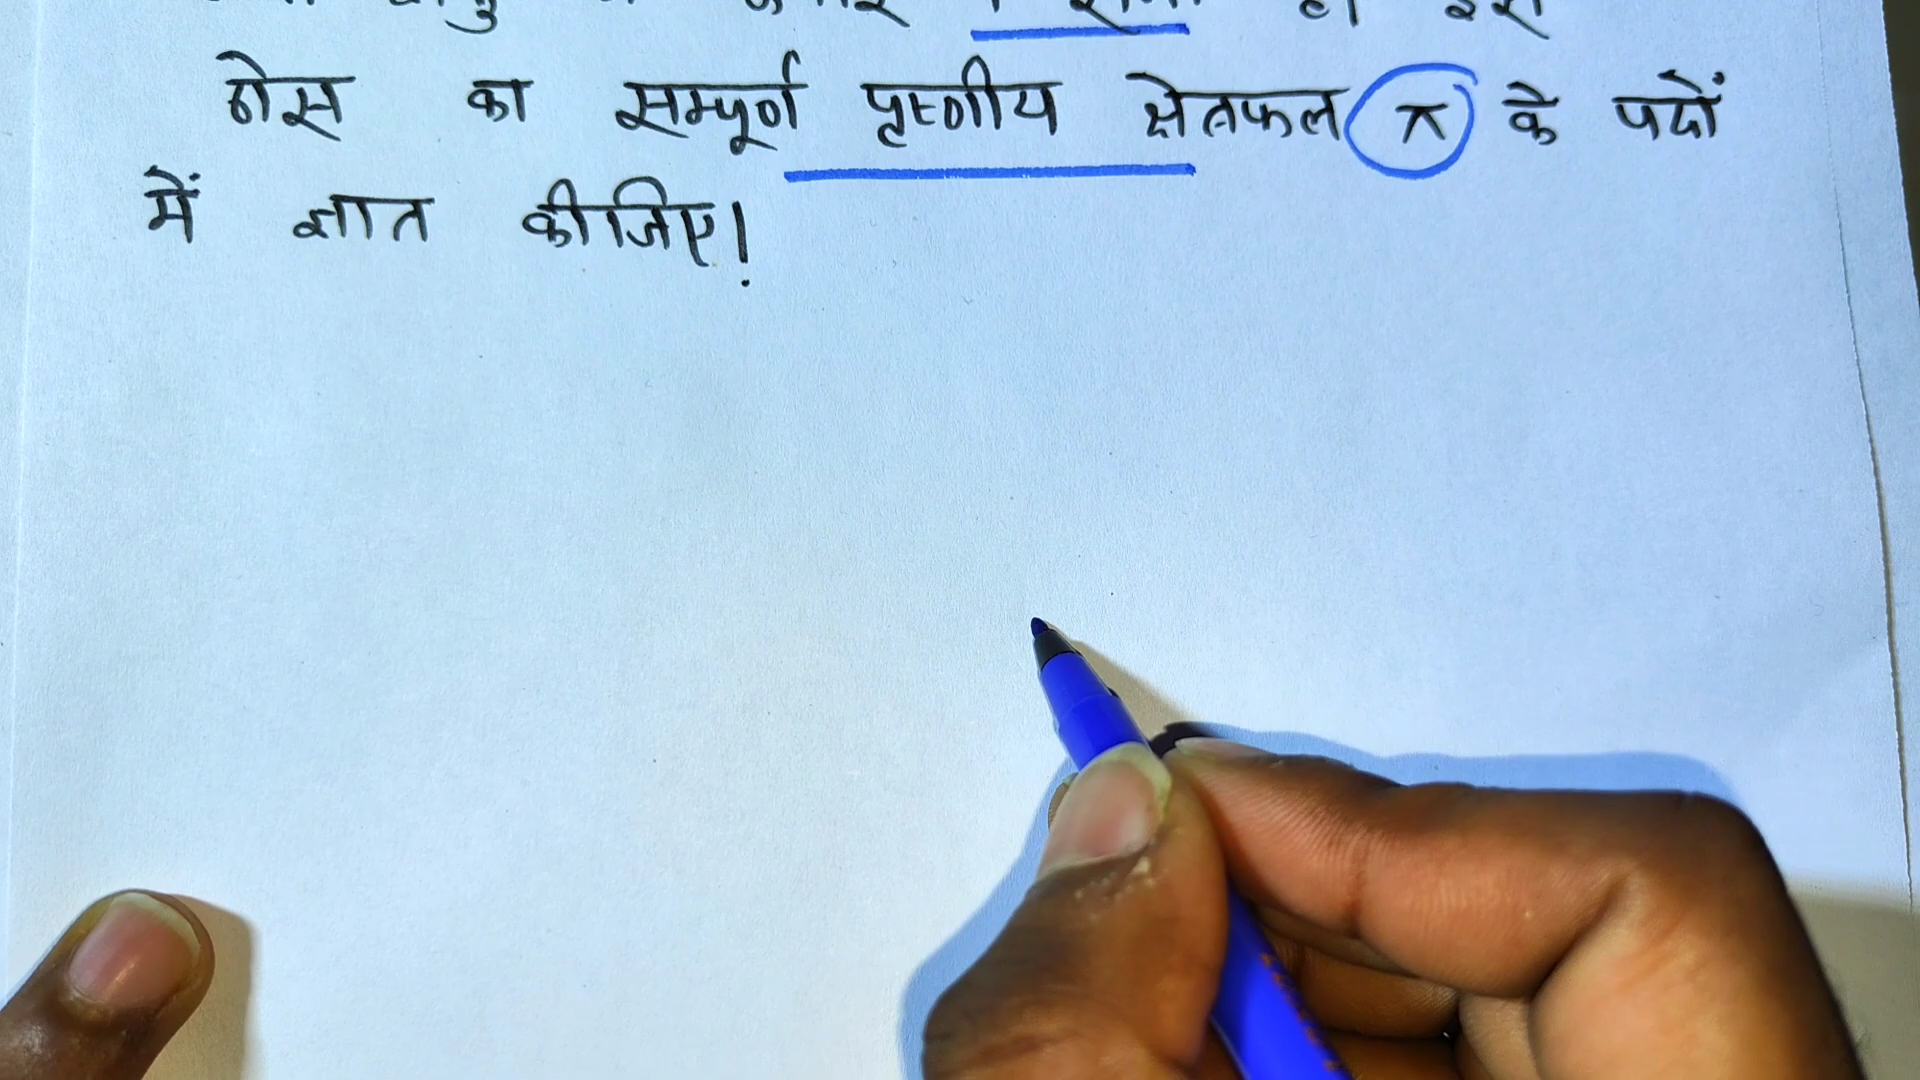 ठोस का सम्पूर्ण पृष्ठीय क्षेत्रफल π के पदों
में ज्ञात कीजिए!